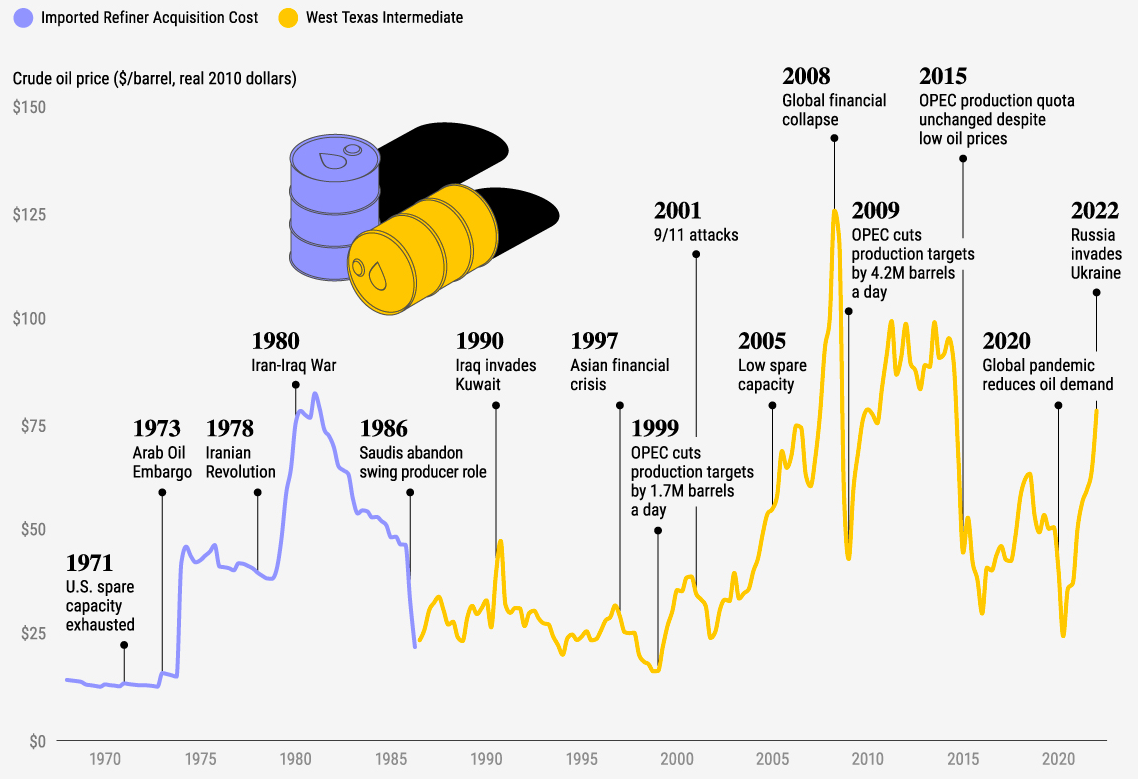 Imported Refiner Acquisition Cost
West Texas Intermediate
Crude oil price ($/barrel, real 2010 dollars)
$150
$125
$100
$75
$50
$25
$0
1971
U.S. spare
capacity
exhausted
1973
Arab Oil
Embargo
1978
Iranian
Revolution
1980
Iran-Iraq War
1986
Saudis abandon
swing producer role
1990
Iraq invades
Kuwait
1997
Asian financial
crisis
1999
OPEC cuts
production targets
by 1.7M barrels
a day
2001
9/11 attacks
2005
Low spare
capacity
2008
Global financial
collapse
2009
OPEC cuts
production targets
by 4.2M barrels
a day
2015
OPEC production quota
unchanged despite
low oil prices
2020
Global pandemic
reduces oil demand
2022
Russia
invades
Ukraine
1970
1975
1980
1985
1990
1995
2000
2005
2010
2015
2020